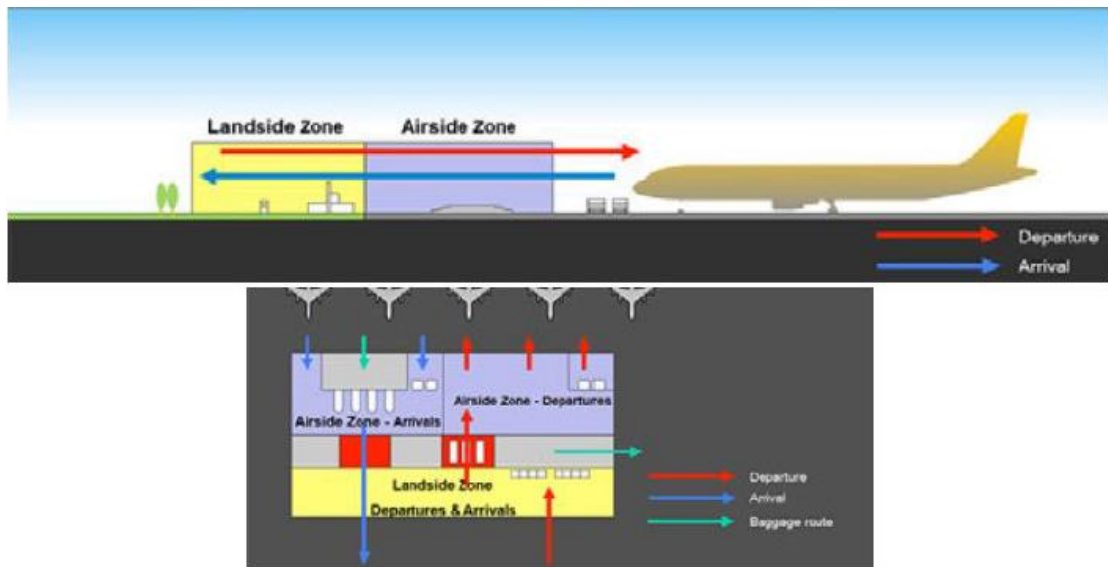 Landside Zone
Airside Zone
Departure
Arrival
Airside Zone - Departures
Airside Zone - Arrivals
Landside Zone
Departures & Arrivals
Departure
Arrival
Baggage route